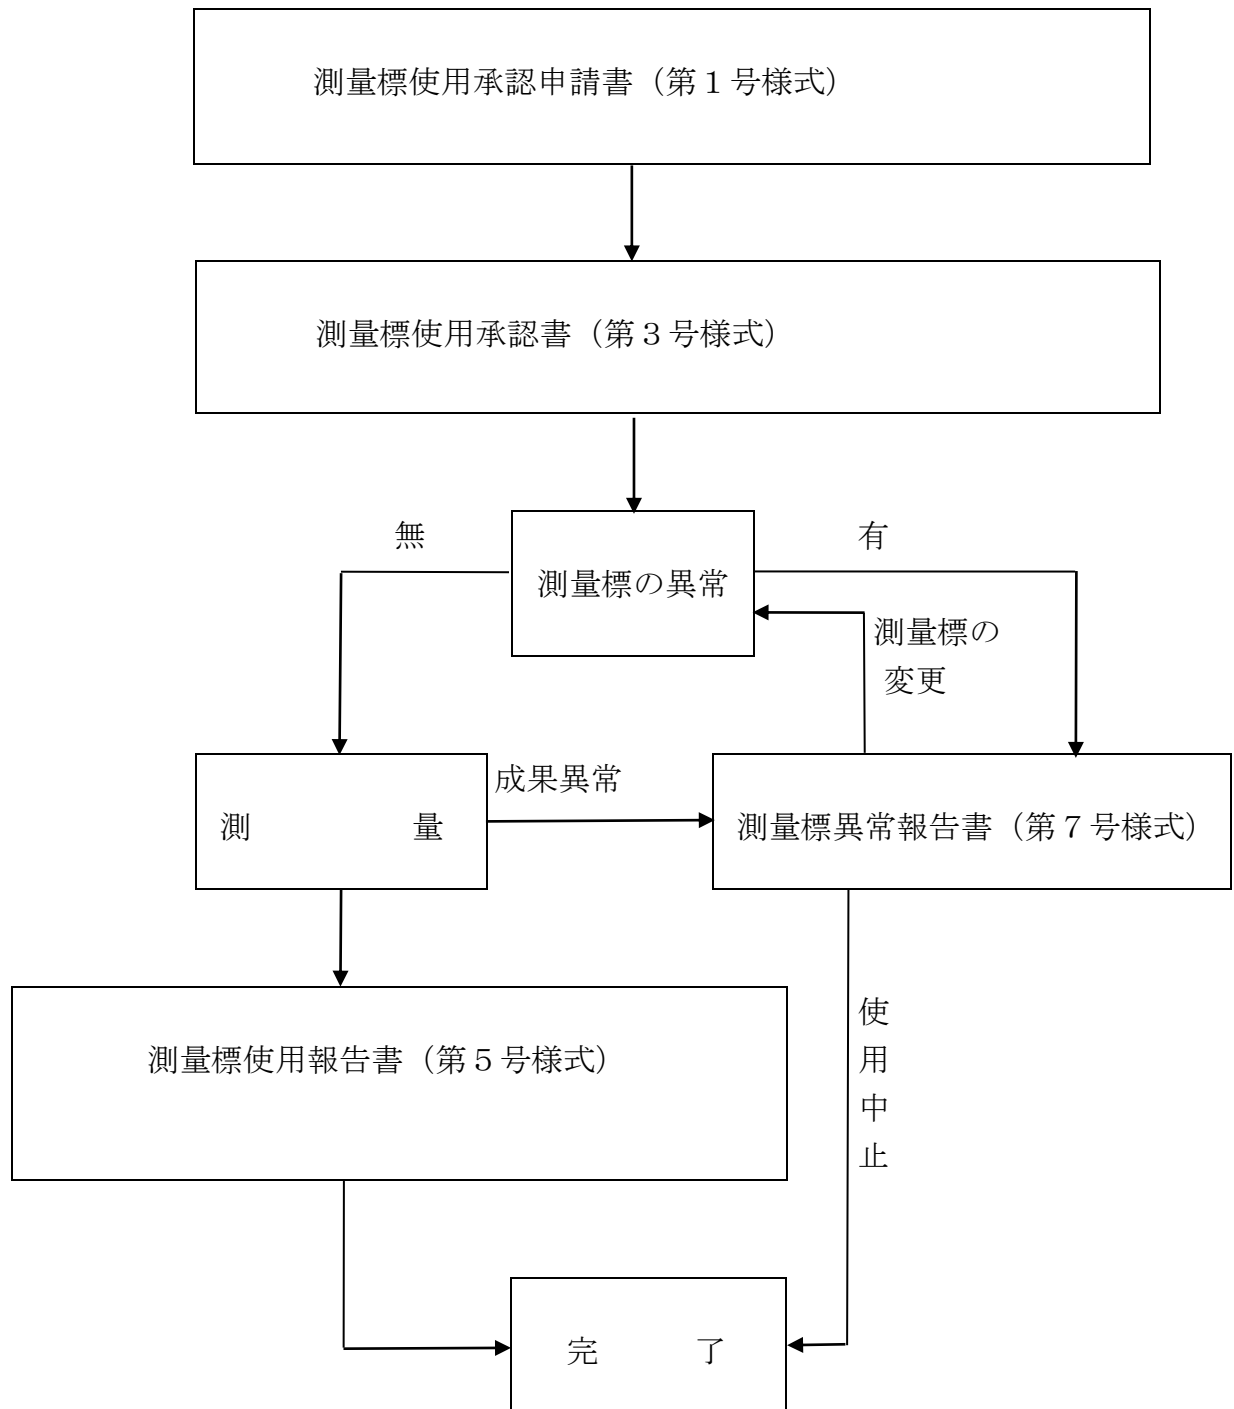 測量標使用承認申請書（第１号様式）
測量標使用承認書（第３号様式）
無
有
測量標の異常
測量標の
変更
測　　　　　量
成果異常
測量標異常報告書（第７号様式）
測量標使用報告書（第５号様式）
使
用
中
止
完　　　了